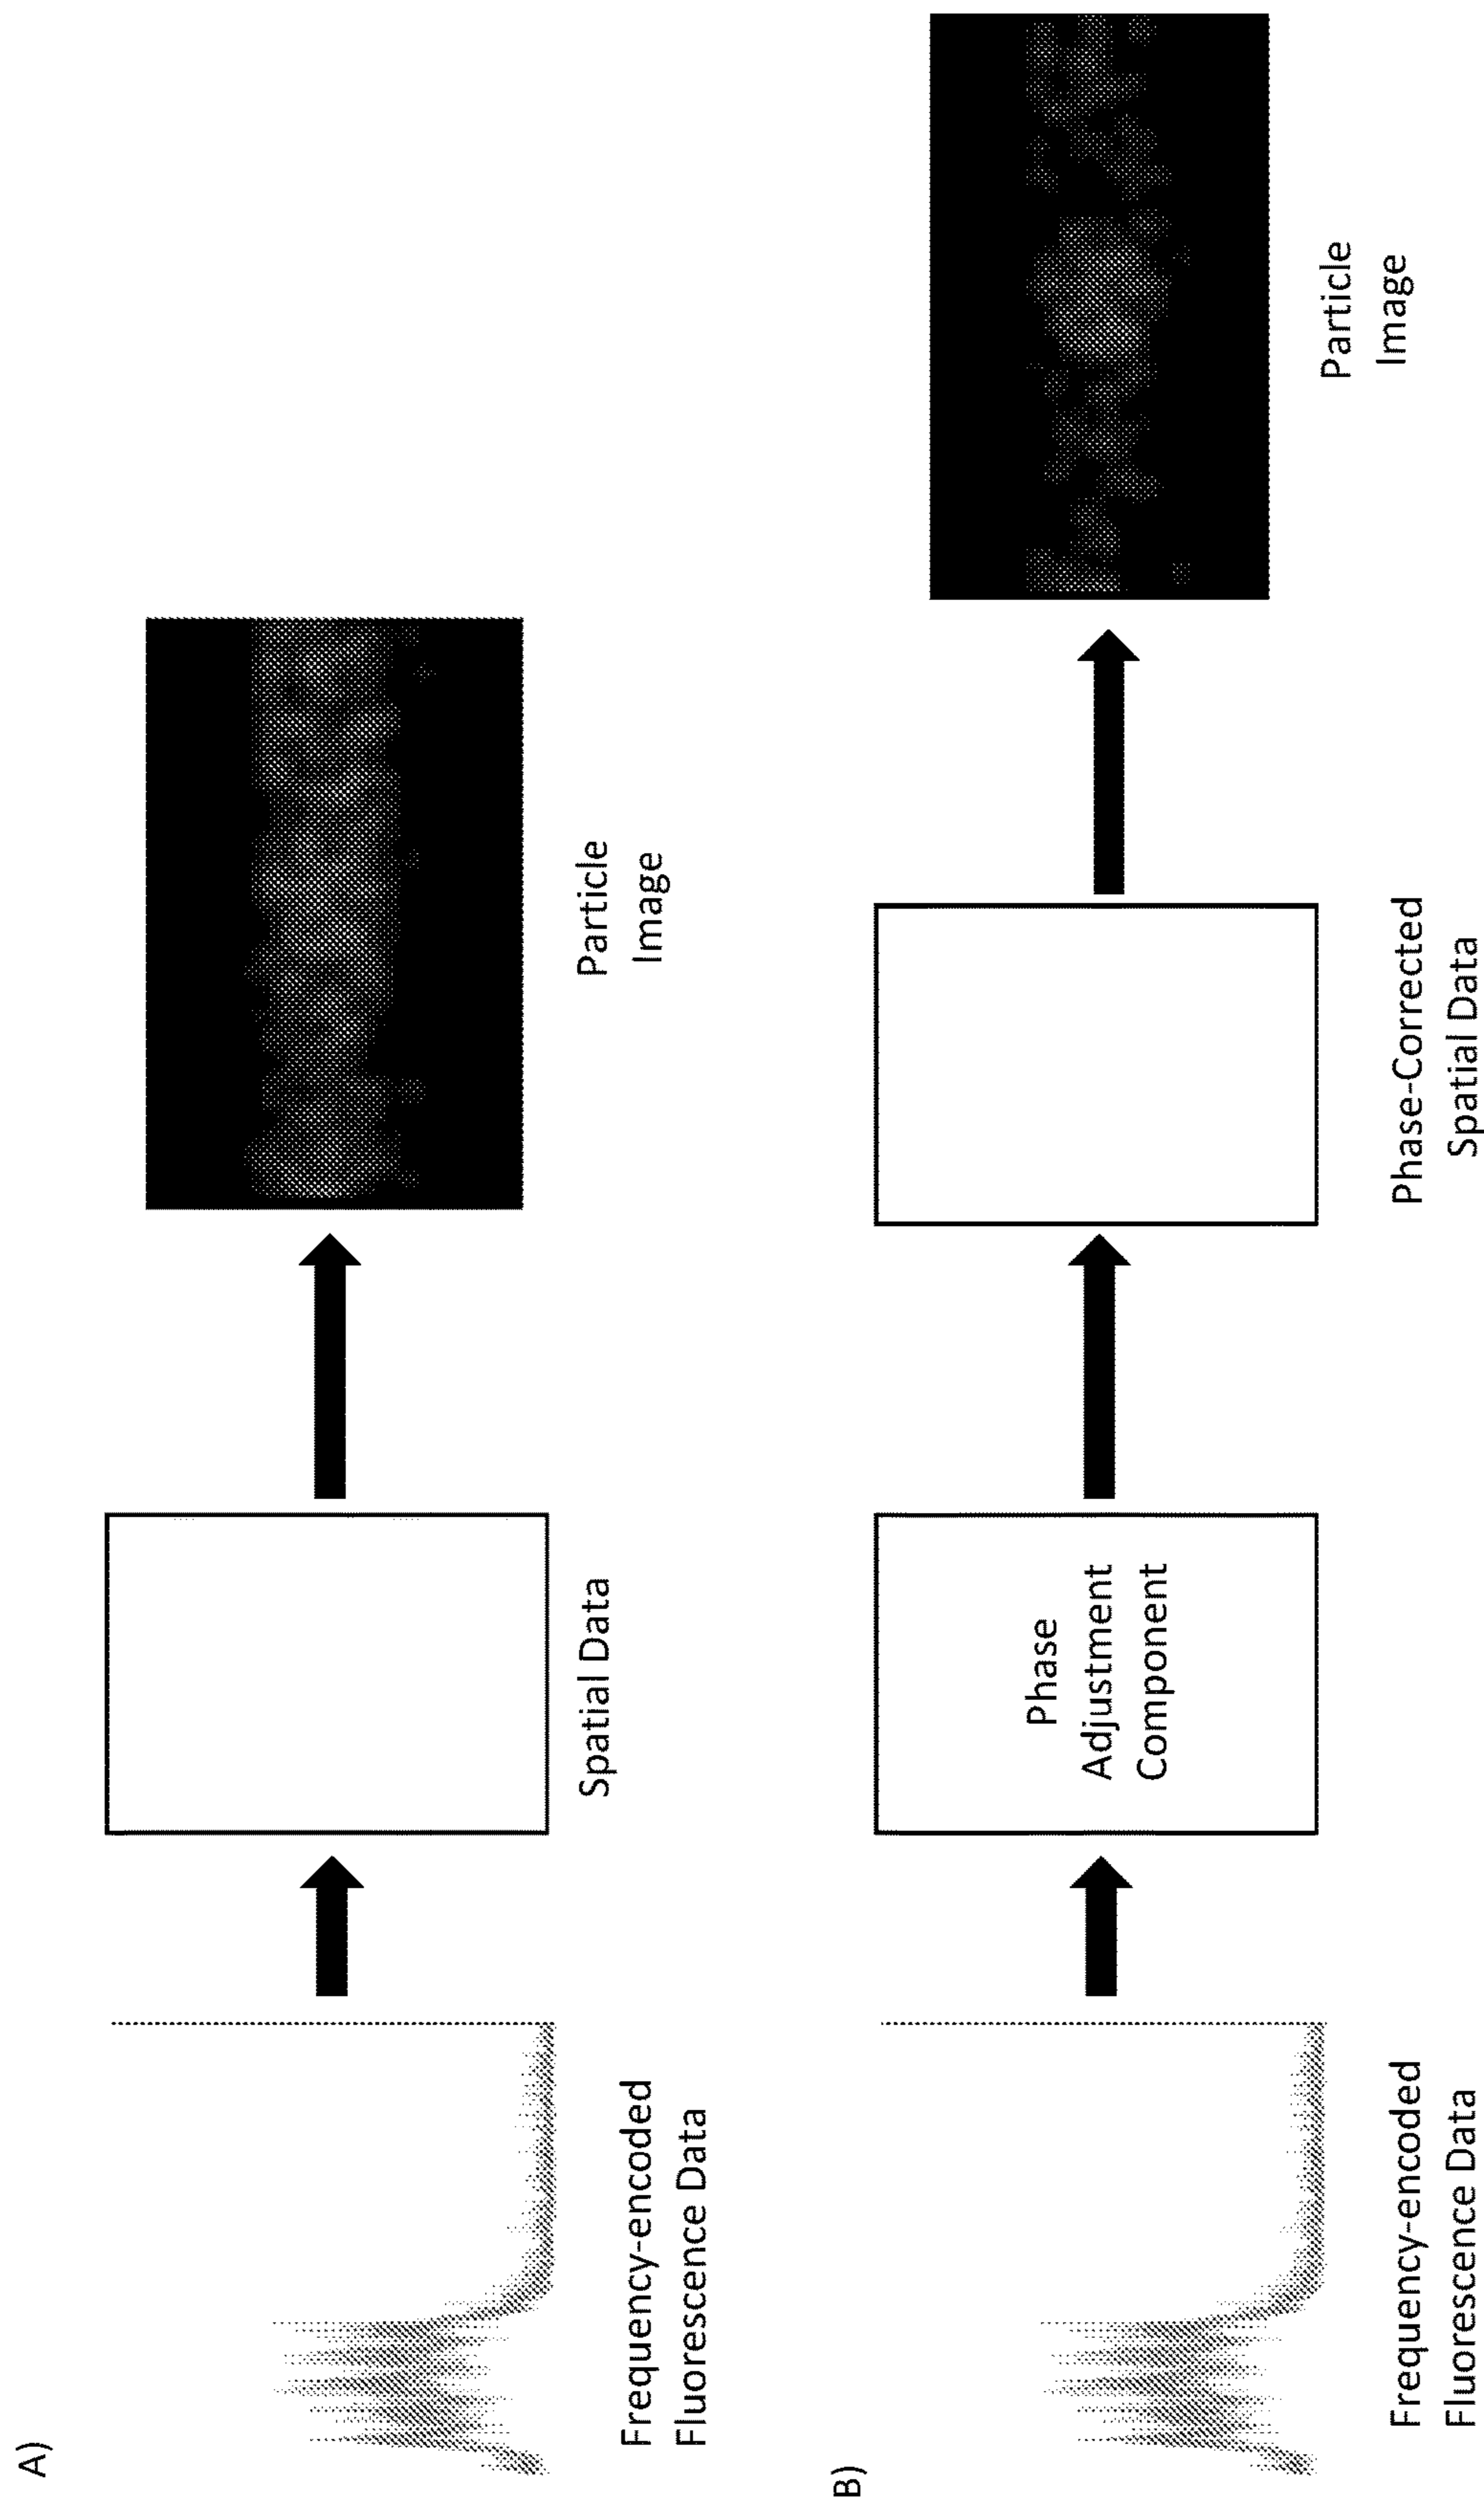 A)
Frequency-encoded
Fluorescence Data
Spatial Data
Particle
Image
B)
Frequency-encoded
Fluorescence Data
Phase
Adjustment
Component
Phase-Corrected
Spatial Data
Particle
Image